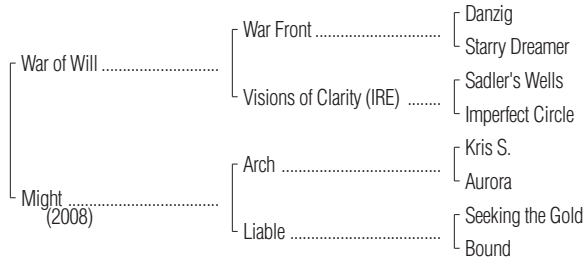 Danzig
War Front ..............................
Starry Dreamer
War of Will ............................
Sadler's Wells
Visions of Clarity (IRE) ........
Imperfect Circle
Kris S.
Arch .......................................
Aurora
Might ....................................
(2008)
Seeking the Gold
Liable .....................................
Bound